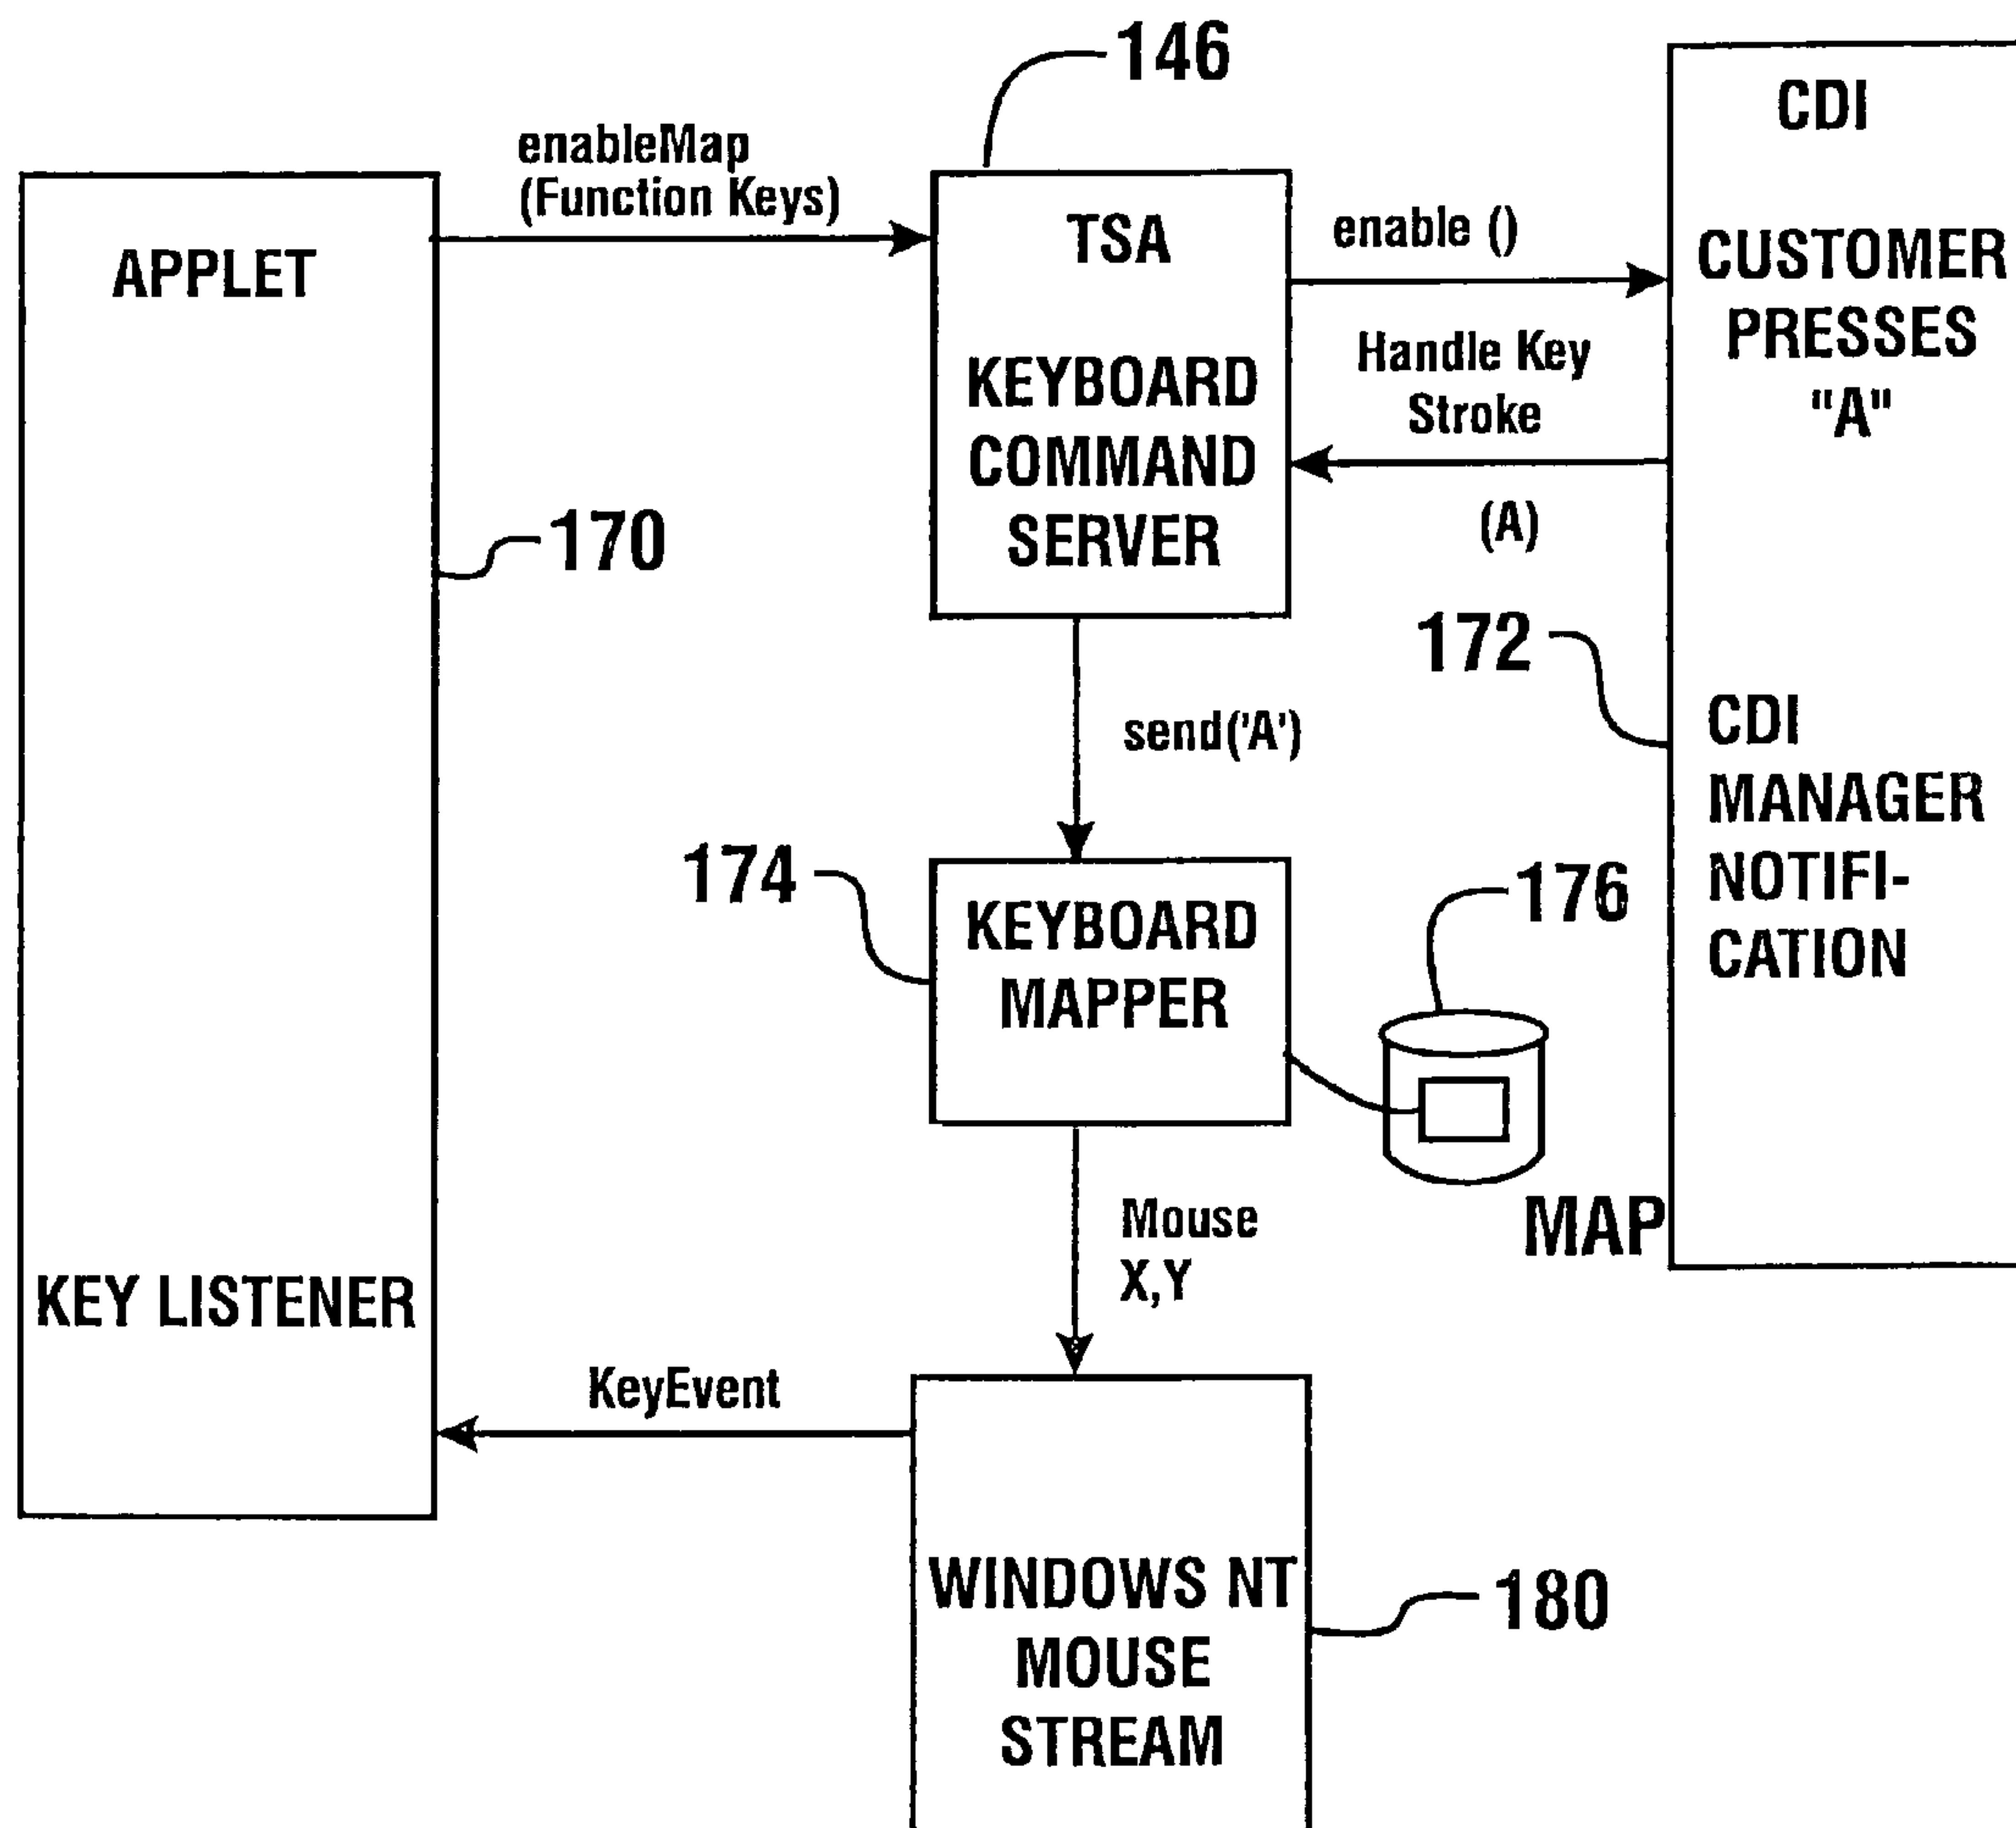 146
CDI
enableMap
(Function Keys)
APPLET
TSA
enable ()
CUSTOMER
PRESSES
"A"
KEYBOARD
COMMAND
SERVER
Handle Key
Stroke
(A)
170
172
send('A')
CDI
MANAGER
NOTIFI-
CATION
174
KEYBOARD
MAPPER
176
MAP
Mouse
X,Y
KEY LISTENER
KeyEvent
WINDOWS NT
MOUSE
STREAM
180